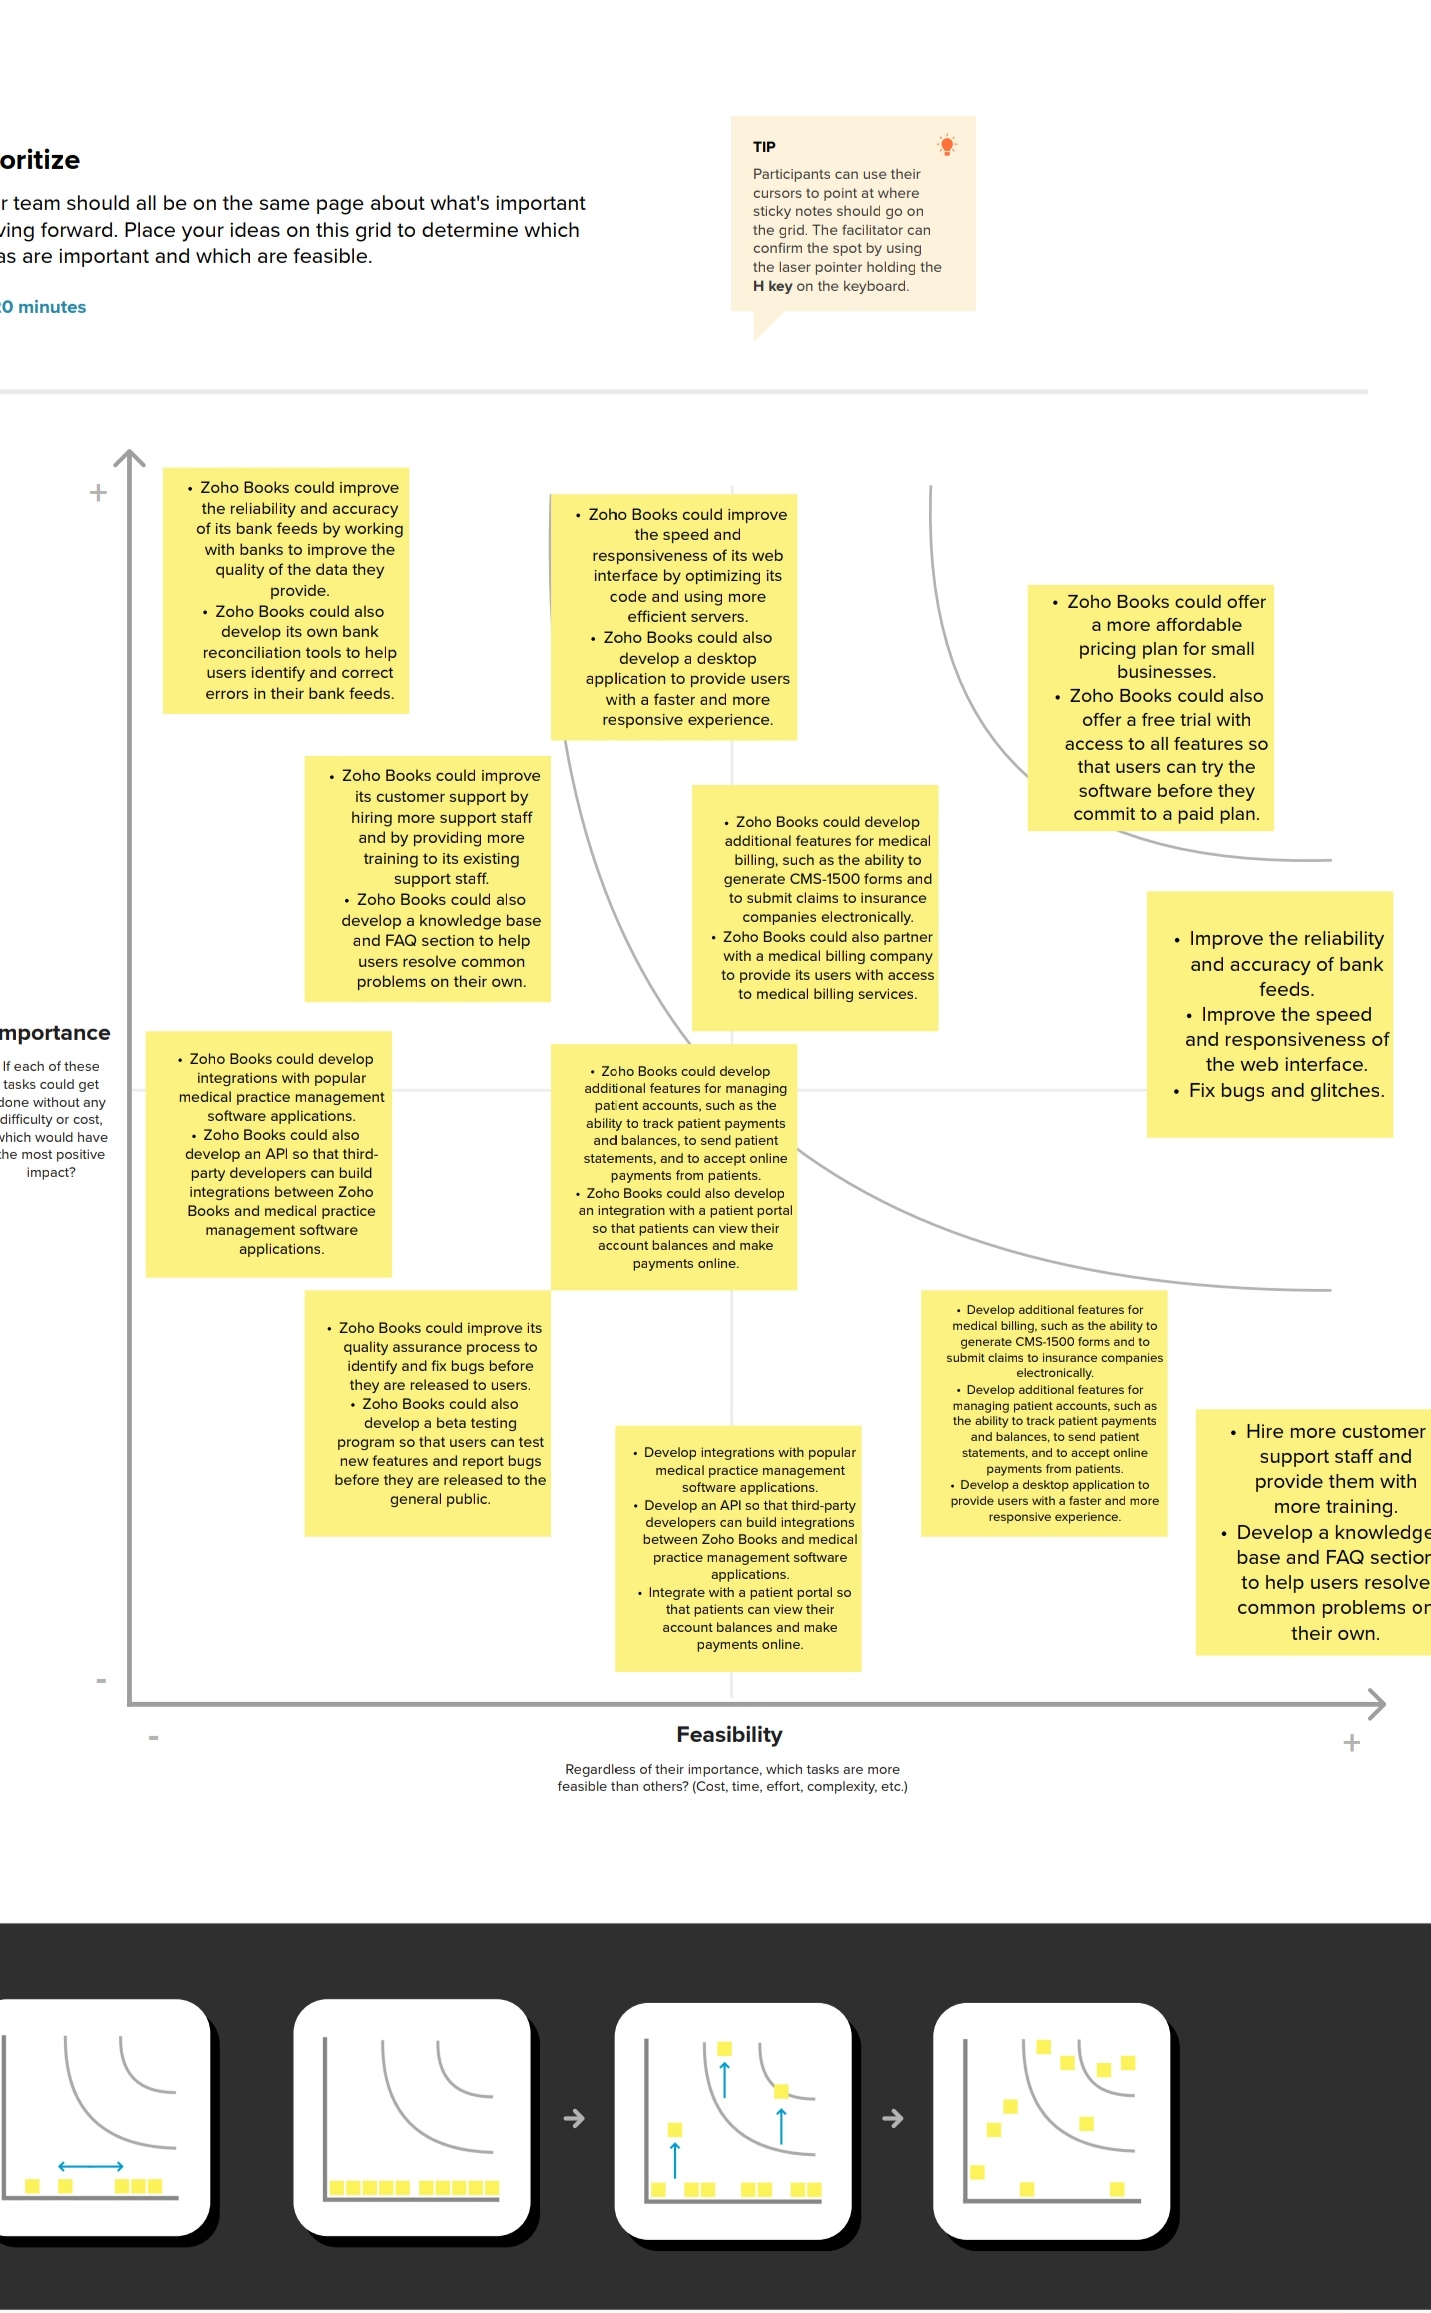 oritize
r team should all be on the same page about what's important
ving forward. Place your ideas on this grid to determine which
as are important and which are feasible.
20 minutes
TIP
Participants can use their
cursors to point at where
sticky notes should go on
the grid. The facilitator can
confirm the spot by using
the laser pointer holding the
H key on the keyboard.
+
• Zoho Books could improve
the reliability and accuracy
of its bank feeds by working
with banks to improve the
quality of the data they
provide.
• Zoho Books could also
develop its own bank
reconciliation tools to help
users identify and correct
errors in their bank feeds.
• Zoho Books could improve
the speed and
responsiveness of its web
interface by optimizing its
code and using more
efficient servers.
• Zoho Books could also
develop a desktop
application to provide users
with a faster and more
responsive experience.
• Zoho Books could offer
a more affordable
pricing plan for small
businesses.
• Zoho Books could also
offer a free trial with
access to all features so
that users can try the
software before they
commit to a paid plan.
• Zoho Books could improve
its customer support by
hiring more support staff
and by providing more
training to its existing
support staff.
• Zoho Books could also
develop a knowledge base
and FAQ section to help
users resolve common
problems on their own.
• Zoho Books could develop
additional features for medical
billing, such as the ability to
generate CMS-1500 forms and
to submit claims to insurance
companies electronically.
• Zoho Books could also partner
with a medical billing company
to provide its users with access
to medical billing services.
• Improve the reliability
and accuracy of bank
feeds.
• Improve the speed
and responsiveness of
the web interface.
• Fix bugs and glitches.
mportance
If each of these
tasks could get
done without any
difficulty or cost,
which would have
the most positive
impact?
• Zoho Books could develop
integrations with popular
medical practice management
software applications.
• Zoho Books could also
develop an API so that third-
party developers can build
integrations between Zoho
Books and medical practice
management software
applications.
• Zoho Books could develop
additional features for managing
patient accounts, such as the
ability to track patient payments
and balances, to send patient
statements, and to accept online
payments from patients.
• Zoho Books could also develop
an integration with a patient portal
so that patients can view their
account balances and make
payments online.
• Zoho Books could improve its
quality assurance process to
identify and fix bugs before
they are released to users.
• Zoho Books could also
develop a beta testing
program so that users can test
new features and report bugs
before they are released to the
general public.
• Develop additional features for
medical billing, such as the ability to
generate CMS-1500 forms and to
submit claims to insurance companies
electronically.
• Develop additional features for
managing patient accounts, such as
the ability to track patient payments
and balances, to send patient
statements, and to accept online
payments from patients.
• Develop a desktop application to
provide users with a faster and more
responsive experience.
• Develop integrations with popular
medical practice management
software applications.
• Develop an API so that third-party
developers can build integrations
between Zoho Books and medical
practice management software
applications.
• Integrate with a patient portal so
that patients can view their
account balances and make
payments online.
• Hire more customer
support staff and
provide them with
more training.
• Develop a knowledge
base and FAQ section
to help users resolve
common problems on
their own.
-
-
Feasibility
+
Regardless of their importance, which tasks are more
feasible than others? (Cost, time, effort, complexity, etc.)